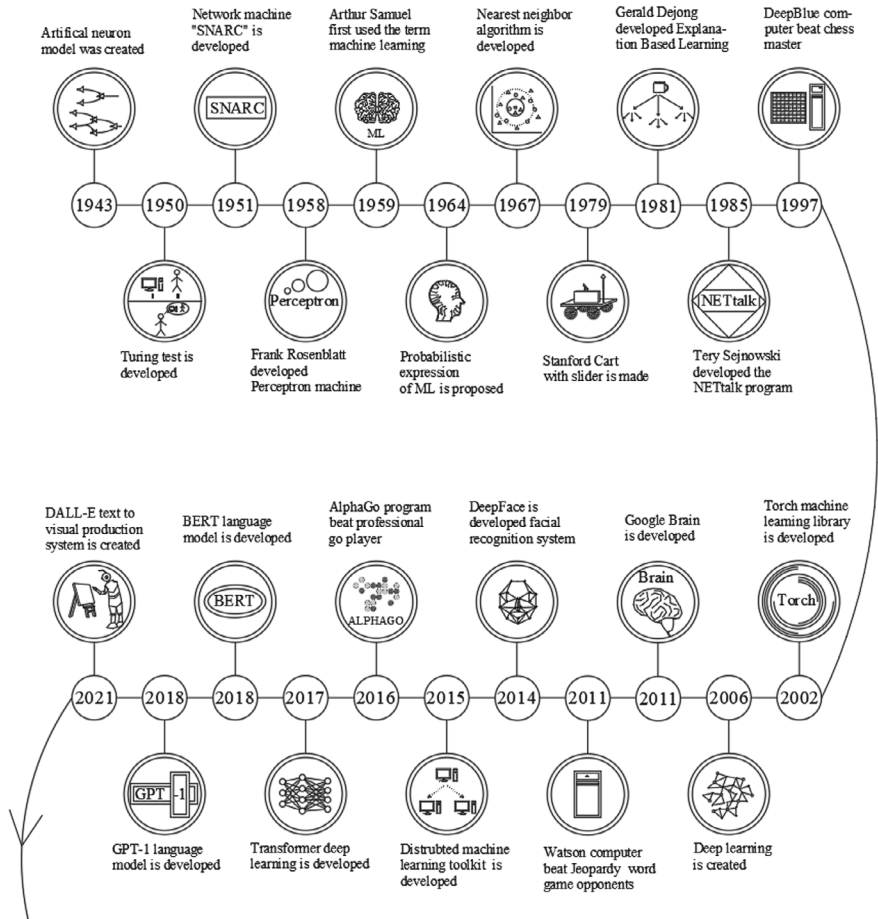 Artifical neuron
model was created
Network machine
"SNARC" is
developed
Arthur Samuel
first used the term
machine learning
Nearest neighbor
algorithm is
developed
Gerald Dejong
developed Explana-
tion Based Learning
DeepBlue com-
puter beat chess
master
SNARC
ML
1943
1950
1951
1958
1959
1964
1967
1979
1981
1985
1997
Perceptron
NETtalk
Turing test is
developed
Frank Rosenblatt
developed
Perceptron machine
Probabilistic
expression
of ML is proposed
Stanford Cart
with slider is made
Tery Sejnowski
developed the
NETtalk program
DALL-E text to
visual production
system is created
BERT language
model is developed
AlphaGo program
beat professional
go player
DeepFace is
developed facial
recognition system
Google Brain
is developed
Torch machine
learning library
is developed
BERT
ALPHAGO
Brain
Torch
2021
2018
2018
2017
2016
2015
2014
2011
2011
2006
2002
GPT -1
GPT-1 language
model is developed
Transformer deep
learning is developed
Distrubted machine
learning toolkit is
developed
Watson computer
beat Jeopardy word
game opponents
Deep learning
is created